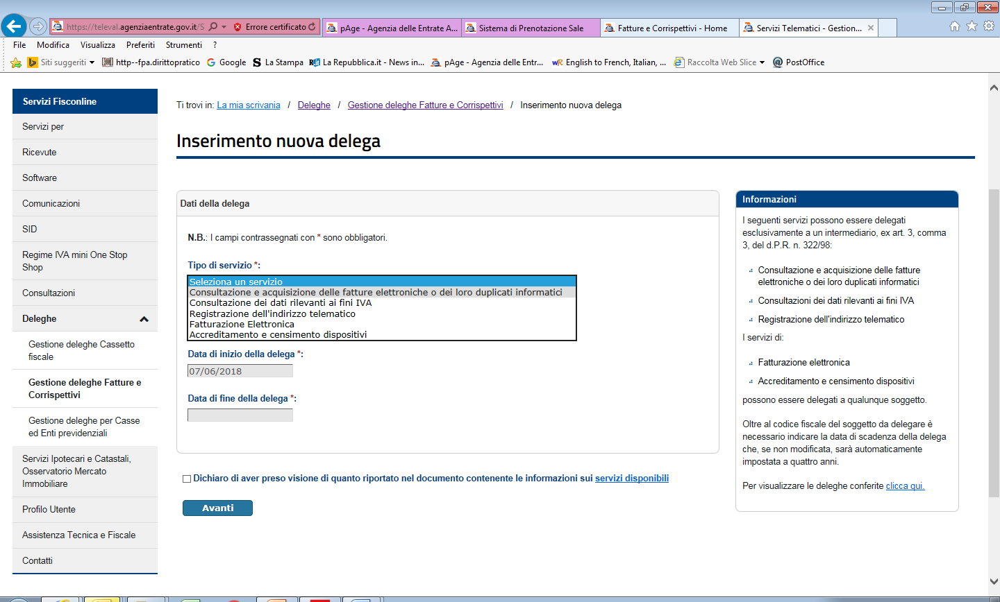 https://televal.agenziaentrate.gov.it/S
Errore certificato
pAge - Agenzia delle Entrate A...
Sistema di Prenotazione Sale
Fatture e Corrispettivi - Home
Servizi Telematici - Gestion...
File Modifica Visualizza Preferiti Strumenti ?
Siti suggeriti http--fpa.dirittopratico Google La Stampa La Repubblica.it - News in... pAge - Agenzia delle Entr... English to French, Italian, ... Raccolta Web Slice PostOffice
Servizi Fisconline
Servizi per
Ricevute
Software
Comunicazioni
SID
Regime IVA mini One Stop
Shop
Consultazioni
Deleghe
Gestione deleghe Cassetto
fiscale
Gestione deleghe Fatture e
Corrispettivi
Gestione deleghe per Casse
ed Enti previdenziali
Servizi Ipotecari e Catastali,
Osservatorio Mercato
Immobiliare
Profilo Utente
Assistenza Tecnica e Fiscale
Contatti
Ti trovi in: La mia scrivania / Deleghe / Gestione deleghe Fatture e Corrispettivi / Inserimento nuova delega
Inserimento nuova delega
Dati della delega
N.B.: I campi contrassegnati con * sono obbligatori.
Tipo di servizio *:
Seleziona un servizio
Consultazione e acquisizione delle fatture elettroniche o dei loro duplicati informatici
Consultazione dei dati rilevanti ai fini IVA
Registrazione dell'indirizzo telematico
Fatturazione Elettronica
Accreditamento e censimento dispositivi
Data di inizio della delega *:
07/06/2018
Data di fine della delega *:
Dichiaro di aver preso visione di quanto riportato nel documento contenente le informazioni sui servizi disponibili
Avanti
Informazioni
I seguenti servizi possono essere delegati
esclusivamente a un intermediario, ex art. 3, comma
3, del d.P.R. n. 322/98:
Consultazione e acquisizione delle fatture
elettroniche o dei loro duplicati informatici
Consultazioni dei dati rilevanti ai fini IVA
Registrazione dell'indirizzo telematico
I servizi di:
Fatturazione elettronica
Accreditamento e censimento dispositivi
possono essere delegati a qualunque soggetto.
Oltre al codice fiscale del soggetto da delegare è
necessario indicare la data di scadenza della delega
che, se non modificata, sarà automaticamente
impostata a quattro anni.
Per visualizzare le deleghe conferite clicca qui.